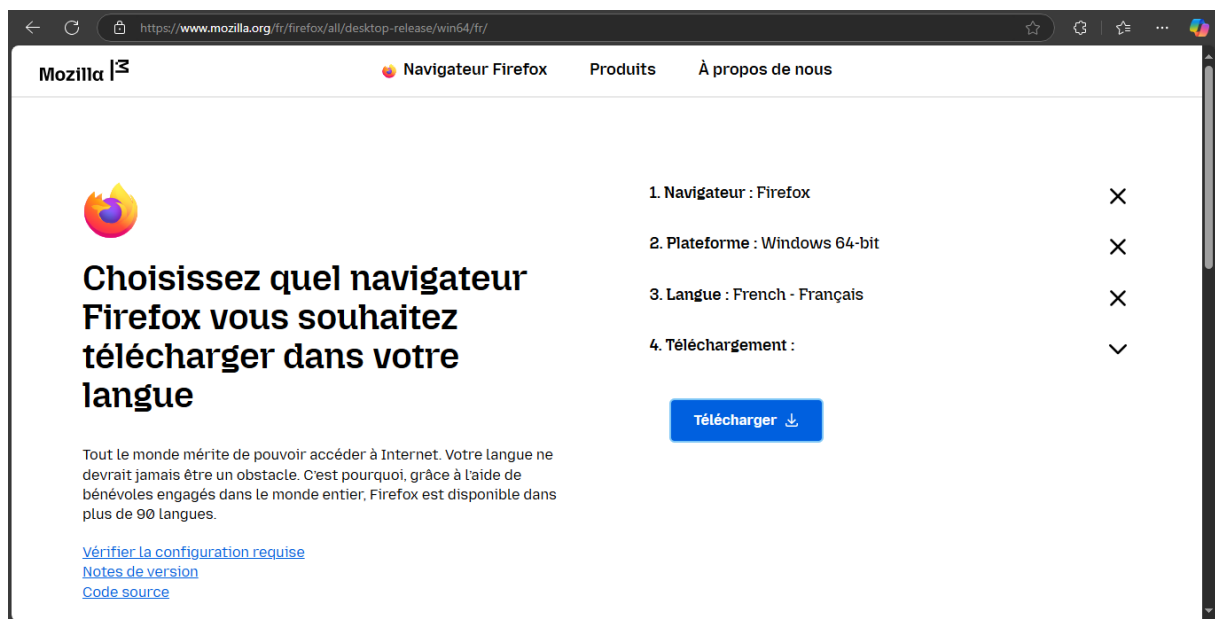 https://www.mozilla.org/fr/firefox/all/desktop-release/win64/fr/
Mozilla
Navigateur Firefox
Produits
À propos de nous
Choisissez quel navigateur
Firefox vous souhaitez
télécharger dans votre
langue
Tout le monde mérite de pouvoir accéder à Internet. Votre langue ne
devrait jamais être un obstacle. C'est pourquoi, grâce à l'aide de
bénévoles engagés dans le monde entier, Firefox est disponible dans
plus de 90 langues.
Vérifier la configuration requise
Notes de version
Code source
1. Navigateur : Firefox
2. Plateforme : Windows 64-bit
3. Langue : French - Français
4. Téléchargement :
Télécharger